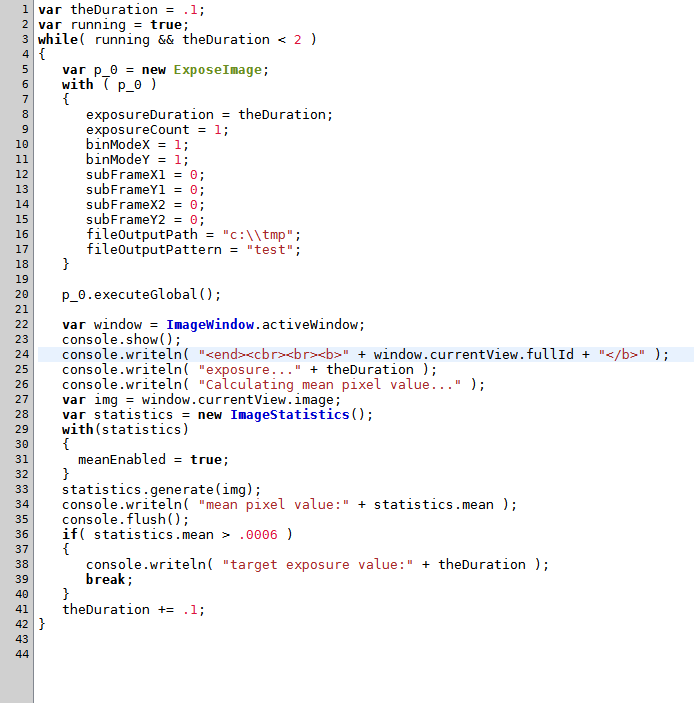 1 var theDuration = .1;
2 var running = true;
3 while( running && theDuration < 2 )
4 {
5    var p_0 = new ExposeImage;
6    with ( p_0 )
7    {
8       exposureDuration = theDuration;
9       exposureCount = 1;
10       binModeX = 1;
11       binModeY = 1;
12       subFrameX1 = 0;
13       subFrameY1 = 0;
14       subFrameX2 = 0;
15       subFrameY2 = 0;
16       fileOutputPath = "c:\\tmp";
17       fileOutputPattern = "test";
18    }
19
20    p_0.executeGlobal();
21
22    var window = ImageWindow.activeWindow;
23    console.show();
24    console.writeln( "<end><cbr><br><b>" + window.currentView.fullId + "</b>" );
25    console.writeln( "exposure..." + theDuration );
26    console.writeln( "Calculating mean pixel value..." );
27    var img = window.currentView.image;
28    var statistics = new ImageStatistics();
29    with(statistics)
30    {
31      meanEnabled = true;
32    }
33    statistics.generate(img);
34    console.writeln( "mean pixel value:" + statistics.mean );
35    console.flush();
36    if( statistics.mean > .0006 )
37    {
38       console.writeln( "target exposure value:" + theDuration );
39       break;
40    }
41    theDuration += .1;
42 }
43
44